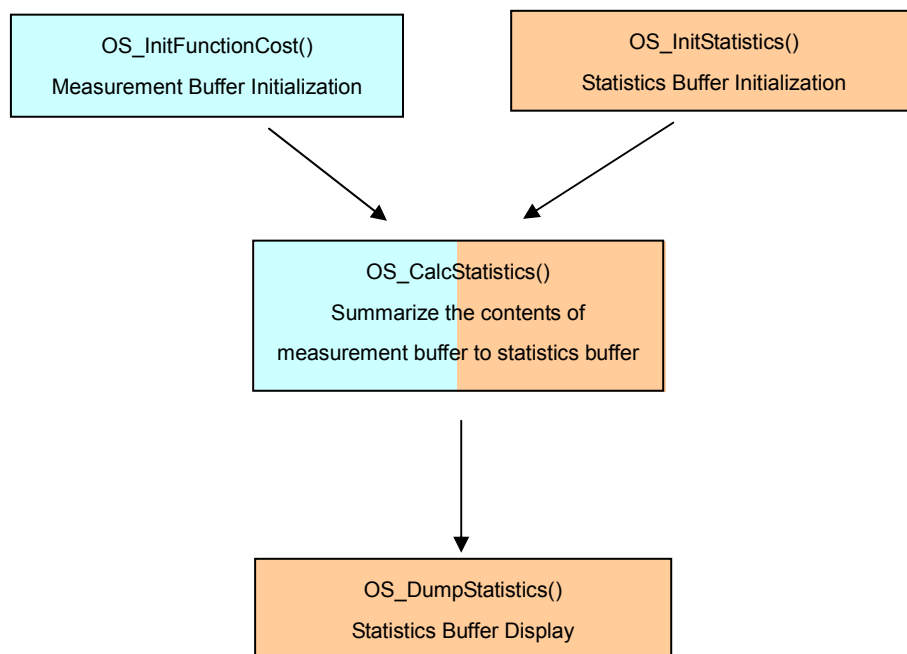 OS_InitFunctionCost()
Measurement Buffer Initialization
OS_InitStatistics()
Statistics Buffer Initialization
OS_CalcStatistics()
Summarize the contents of
measurement buffer to statistics buffer
OS_DumpStatistics()
Statistics Buffer Display